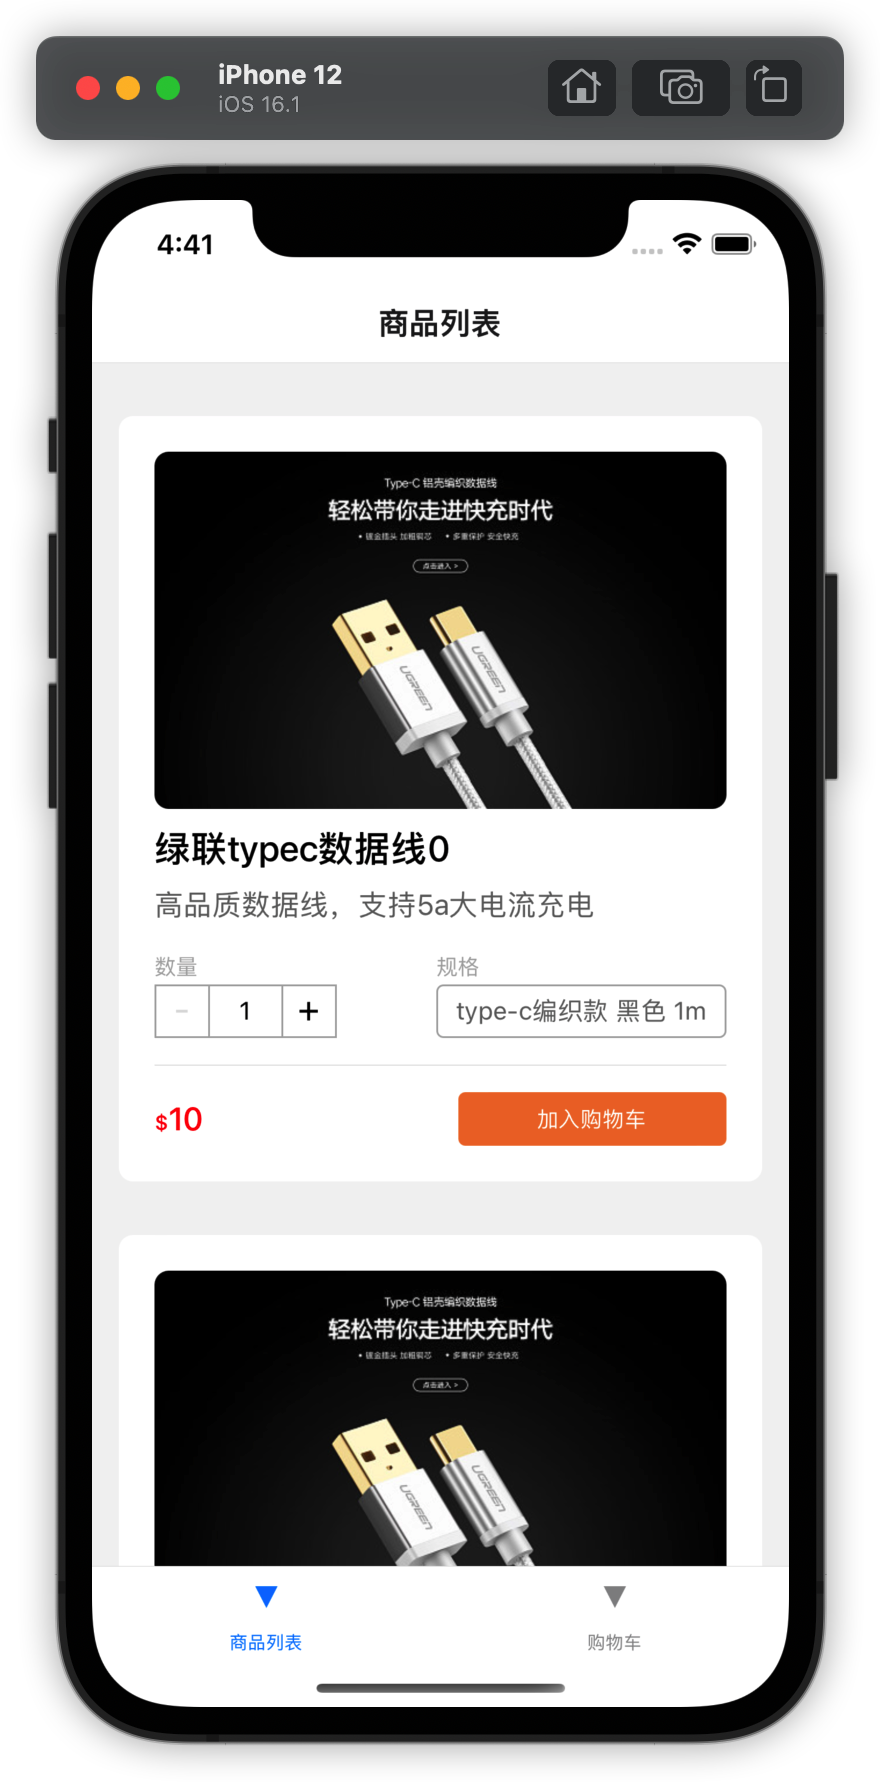 iPhone 12
iOS 16.1
4:41
商品列表
Type-C 铝壳编织数据线
轻松带你走进快充时代
• 镀金插头 加粗铜芯 • 多重保护 安全快充
点击进入 >
UGREEN UGREEN
绿联typec数据线0
高品质数据线，支持5a大电流充电
数量 规格
− 1 + type-c编织款 黑色 1m
$10 加入购物车
Type-C 铝壳编织数据线
轻松带你走进快充时代
• 镀金插头 加粗铜芯 • 多重保护 安全快充
点击进入 >
UGREEN UGREEN
商品列表 购物车